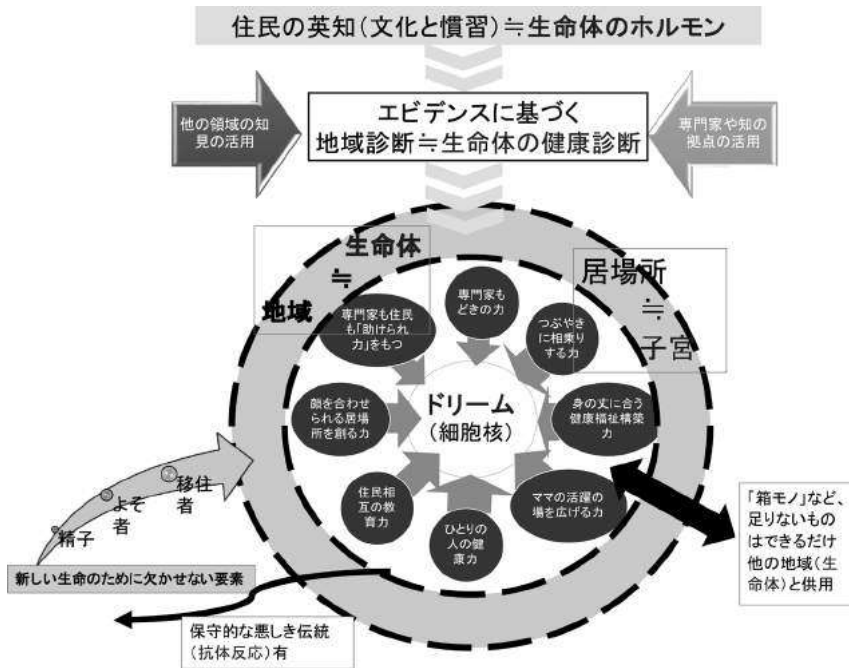 住民の英知(文化と慣習)≒生命体のホルモン
他の領域の知
見の活用
エビデンスに基づく
地域診断≒生命体の健康診断
専門家や知の
拠点の活用
生命体
≒
地域
居場所
≒
子宮
専門家も住民
も「助けられ
力」をもつ
専門家も
どきの力
つぶやき
に相乗り
する力
顔を合わせ
られる居場
所を創る力
ドリーム
(細胞核)
身の丈に合う
健康福祉構築
力
住民相
互の教
育力
ひとりの
人の健
康力
ママの活躍の
場を広げる力
移住
者
よそ
者
精子
新しい生命のために欠かせない要素
保守的な悪しき伝統
(抗体反応)有
「箱モノ」など、
足りないもの
はできるだけ
他の地域(生
命体)と供用